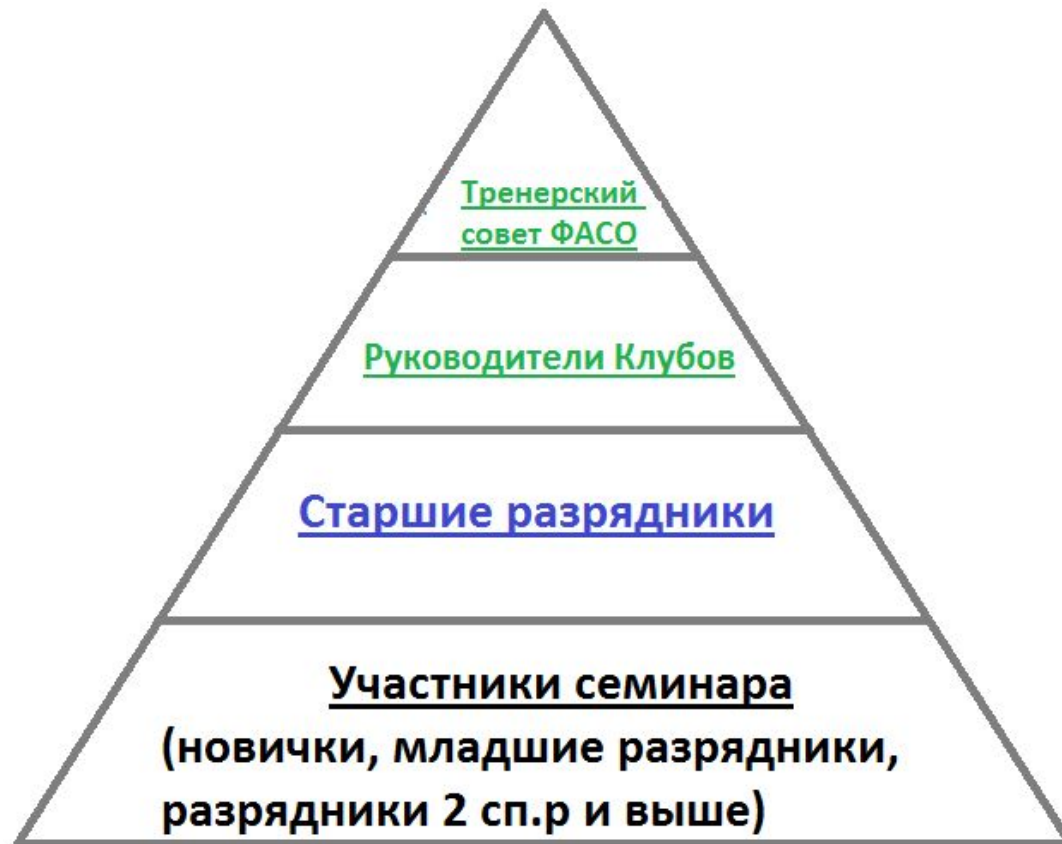 Тренерский
совет ФАСО
Руководители Клубов
Старшие разрядники
Участники семинара
(новички, младшие разрядники,
разрядники 2 сп.р и выше)